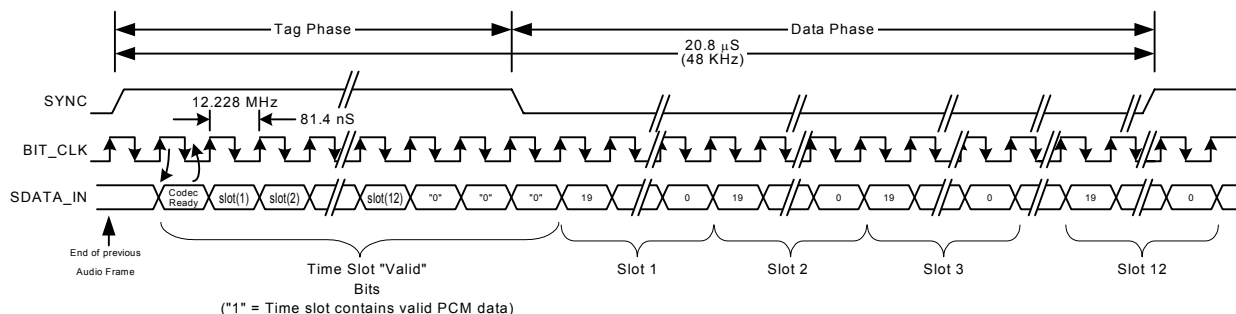 Tag Phase
Data Phase
20.8 µS
(48 KHz)
SYNC
12.228 MHz
81.4 nS
BIT_CLK
SDATA_IN
Codec
Ready
slot(1)
slot(2)
slot(12)
"0"
"0"
"0"
19
0
19
0
19
0
19
0
End of previous
Audio Frame
Time Slot "Valid"
Bits
("1" = Time slot contains valid PCM data)
Slot 1
Slot 2
Slot 3
Slot 12